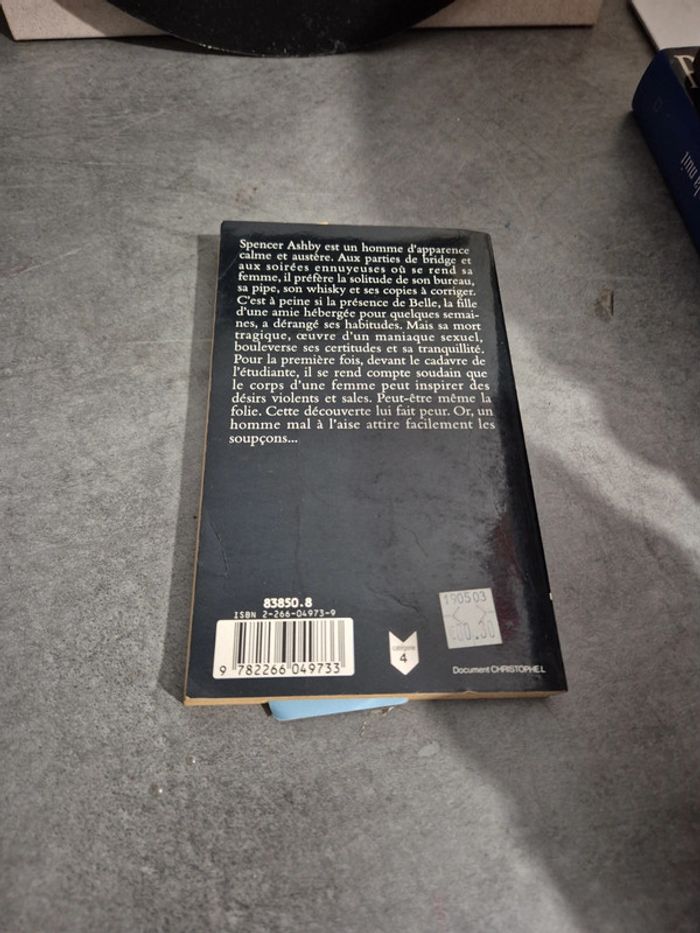 Spencer Ashby est un homme d'apparence
calme et austère. Aux parties de bridge et
aux soirées ennuyeuses où se rend sa
femme, il préfère la solitude de son bureau,
sa pipe, son whisky et ses copies à corriger.
C'est à peine si la présence de Belle, la fille
d'une amie hébergée pour quelques semai-
nes, a dérangé ses habitudes. Mais sa mort
tragique, œuvre d'un maniaque sexuel,
bouleverse ses certitudes et sa tranquillité.
Pour la première fois, devant le cadavre de
l'étudiante, il se rend compte soudain que
le corps d'une femme peut inspirer des
désirs violents et sales. Peut-être même la
folie. Cette découverte lui fait peur. Or, un
homme mal à l'aise attire facilement les
soupçons...
83850.8
ISBN 2-266-04973-9
9 782266 049733
catégorie
4
190503
€00.30
Document CHRISTOPHE L
nuit